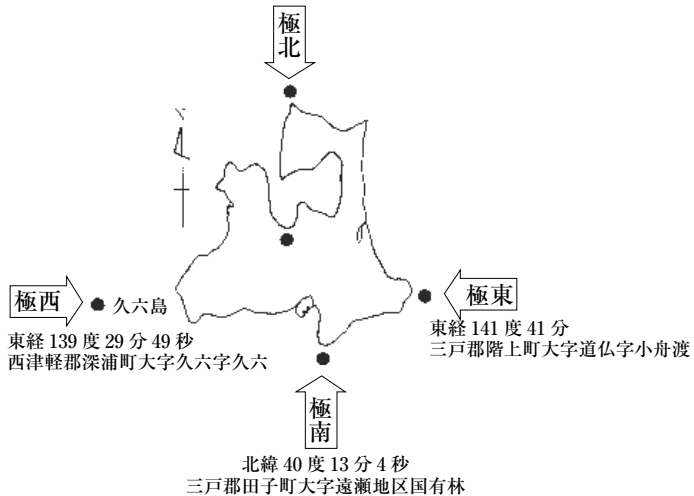 極北
極西
久六島
東経 139 度 29 分 49 秒
西津軽郡深浦町大字久六字久六
極東
東経 141 度 41 分
三戸郡階上町大字道仏字小舟渡
極南
北緯 40 度 13 分 4 秒
三戸郡田子町大字遠瀬地区国有林